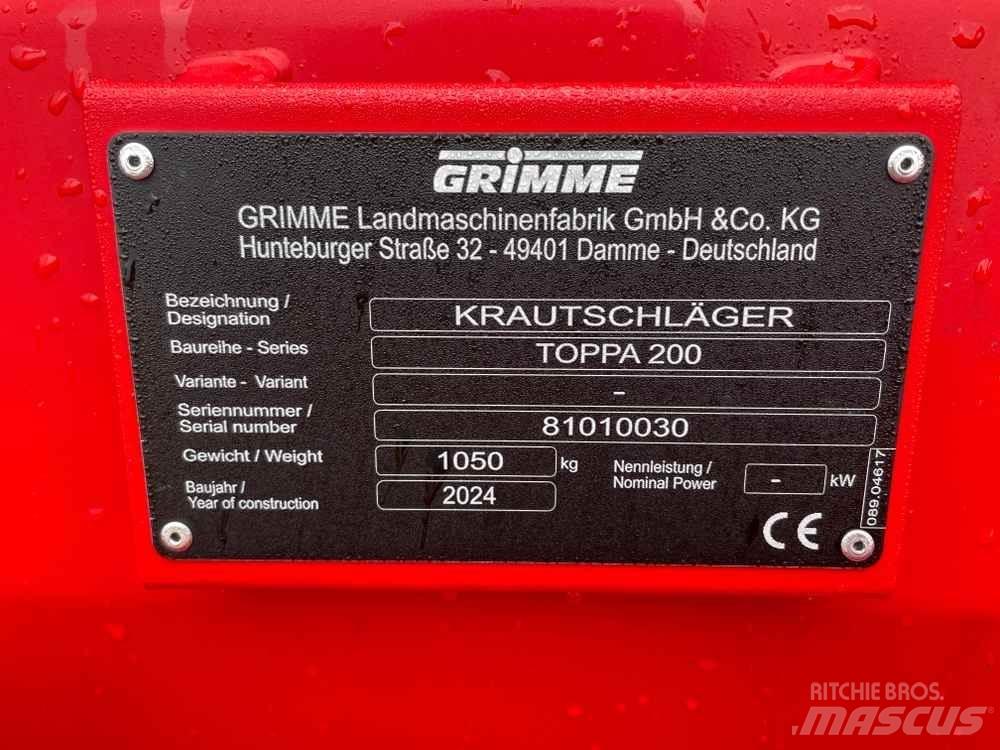 GRIMME
GRIMME Landmaschinenfabrik GmbH &Co. KG
Hunteburger Straße 32 - 49401 Damme - Deutschland
Bezeichnung /
Designation
KRAUTSCHLÄGER
Baureihe - Series
TOPPA 200
Variante - Variant
-
Seriennummer /
Serial number
81010030
Gewicht / Weight
1050 kg
Nennleistung /
Nominal Power
- kW
Baujahr /
Year of construction
2024
089.04617
CE
RITCHIE BROS.
MASCUS